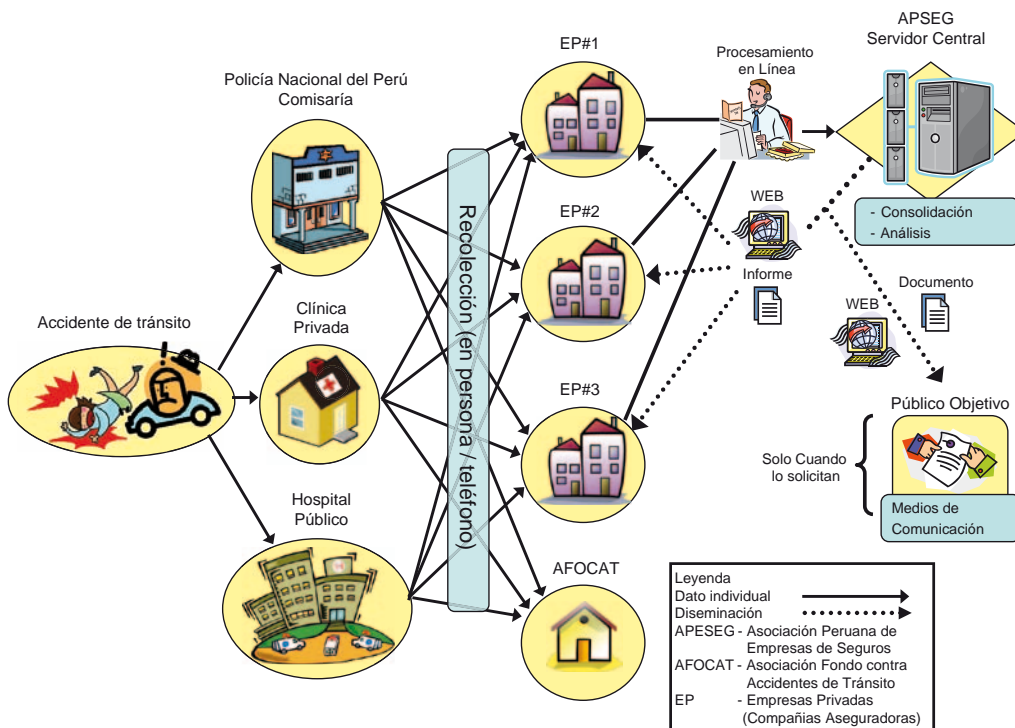 EP#1
APSEG
Servidor Central
Procesamiento
en Línea
Policía Nacional del Perú
Comisaría
EP#2
WEB
- Consolidación
- Análisis
Recolección (en persona / teléfono)
Informe
Documento
WEB
Accidente de tránsito
Clínica
Privada
EP#3
Público Objetivo
Solo Cuando
lo solicitan
Medios de
Comunicación
Hospital
Público
AFOCAT
Leyenda
Dato individual
Diseminación
APESEG - Asociación Peruana de
Empresas de Seguros
AFOCAT - Asociación Fondo contra
Accidentes de Tránsito
EP - Empresas Privadas
(Compañias Aseguradoras)